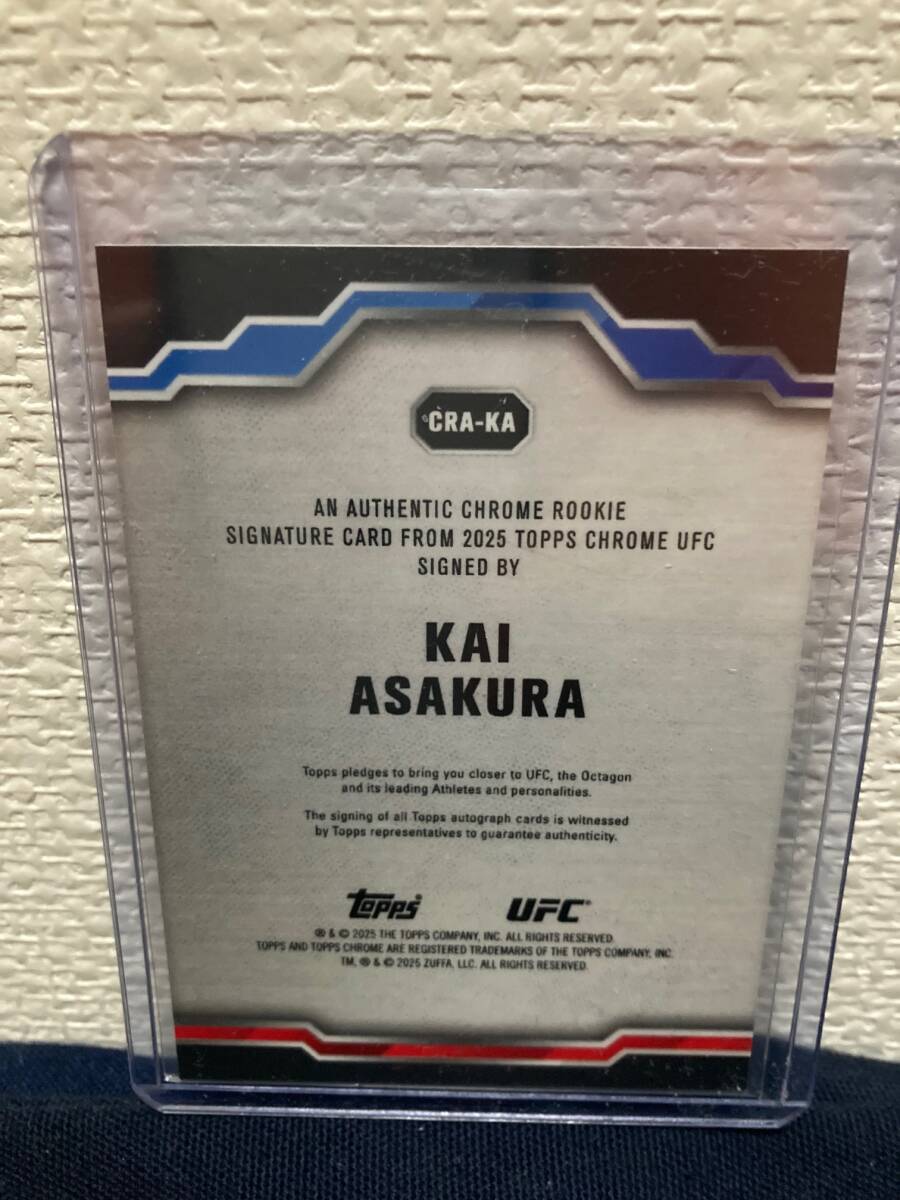 CRA-KA
AN AUTHENTIC CHROME ROOKIE
SIGNATURE CARD FROM 2025 TOPPS CHROME UFC
SIGNED BY
KAI
ASAKURA
Topps pledges to bring you closer to UFC, the Octagon
and its leading Athletes and personalities.
The signing of all Topps autograph cards is witnessed
by Topps representatives to guarantee authenticity.
Topps® UFC®
® & © 2025 THE TOPPS COMPANY, INC. ALL RIGHTS RESERVED.
TOPPS AND TOPPS CHROME ARE REGISTERED TRADEMARKS OF THE TOPPS COMPANY, INC.
TM, ® & © 2025 ZUFFA, LLC. ALL RIGHTS RESERVED.